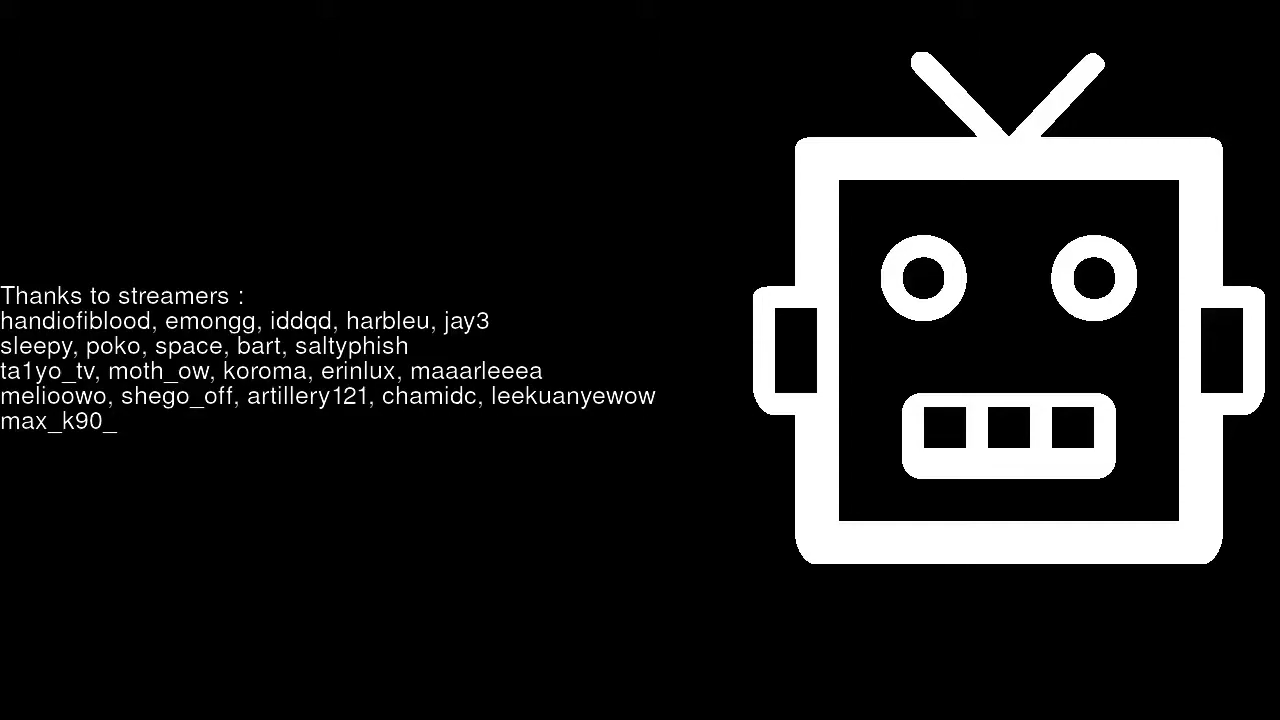 Thanks to streamers :
handiofiblood, emongg, iddqd, harbleu, jay3
sleepy, poko, space, bart, saltyphish
ta1yo_tv, moth_ow, koroma, erinlux, maaarleeea
melioowo, shego_off, artillery121, chamidc, leekuanyewow
max_k90_